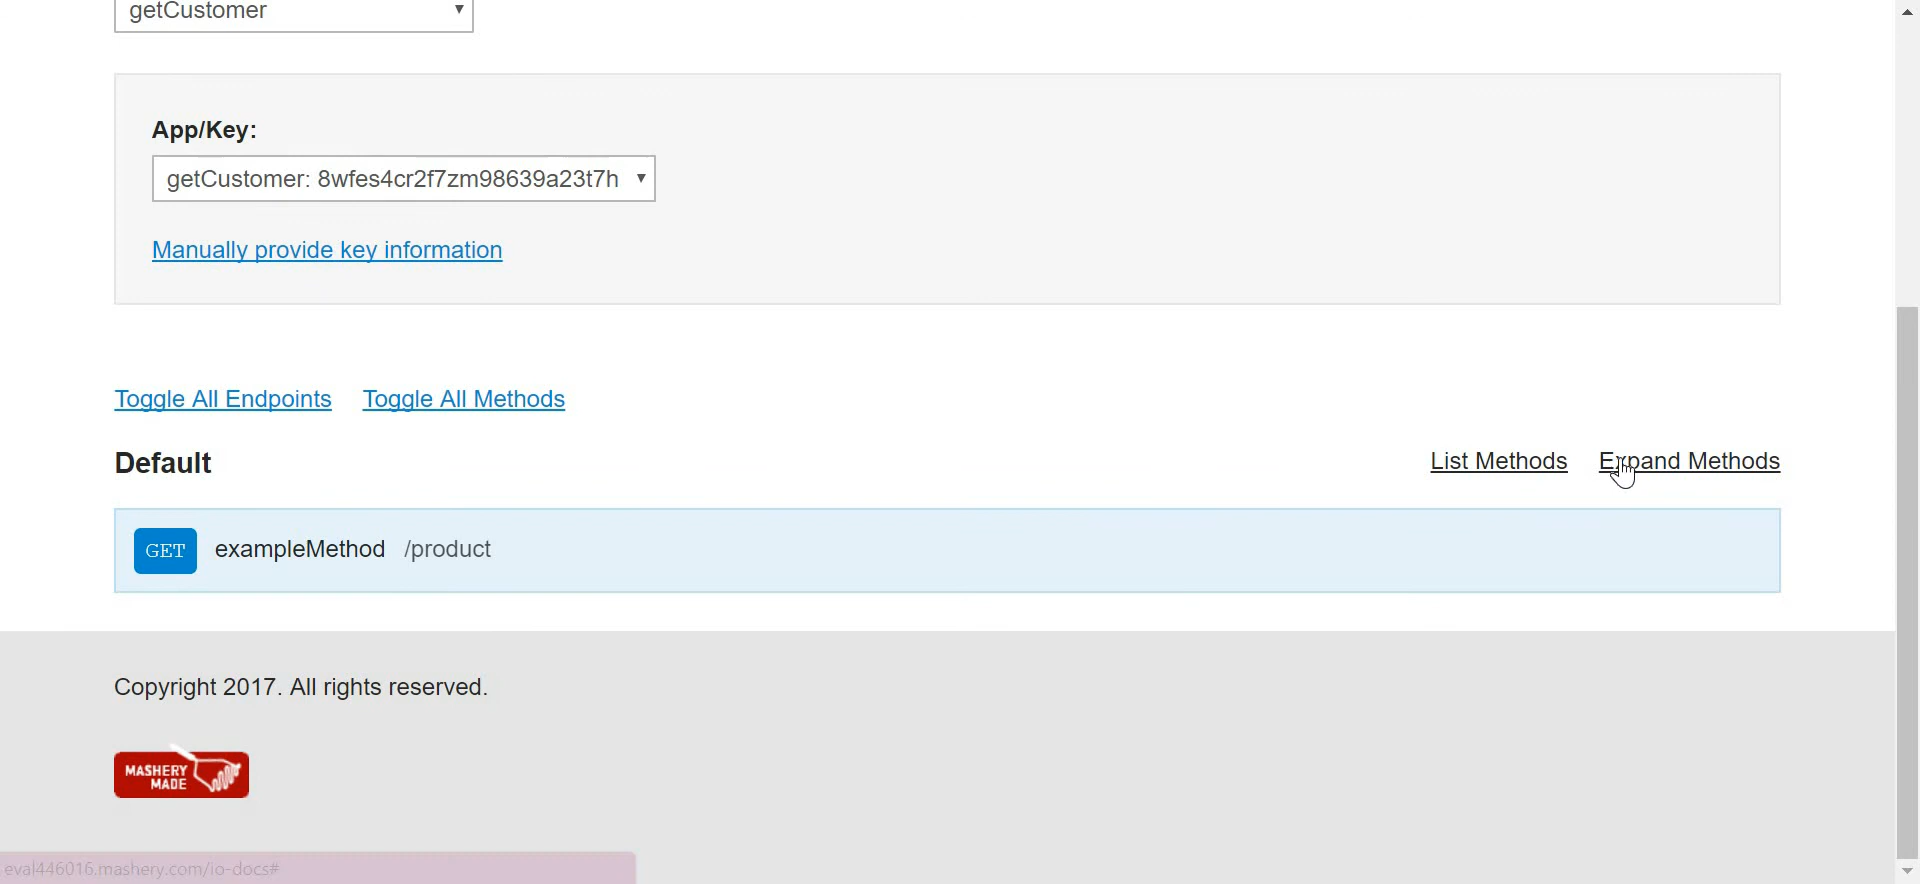 getCustomer
App/Key:
getCustomer: 8wfes4cr2f7zm98639a23t7h
Manually provide key information
Toggle All Endpoints Toggle All Methods
Default List Methods Expand Methods
GET exampleMethod /product
Copyright 2017. All rights reserved.
MASHERY
MADE
eval446016.mashery.com/io-docs#